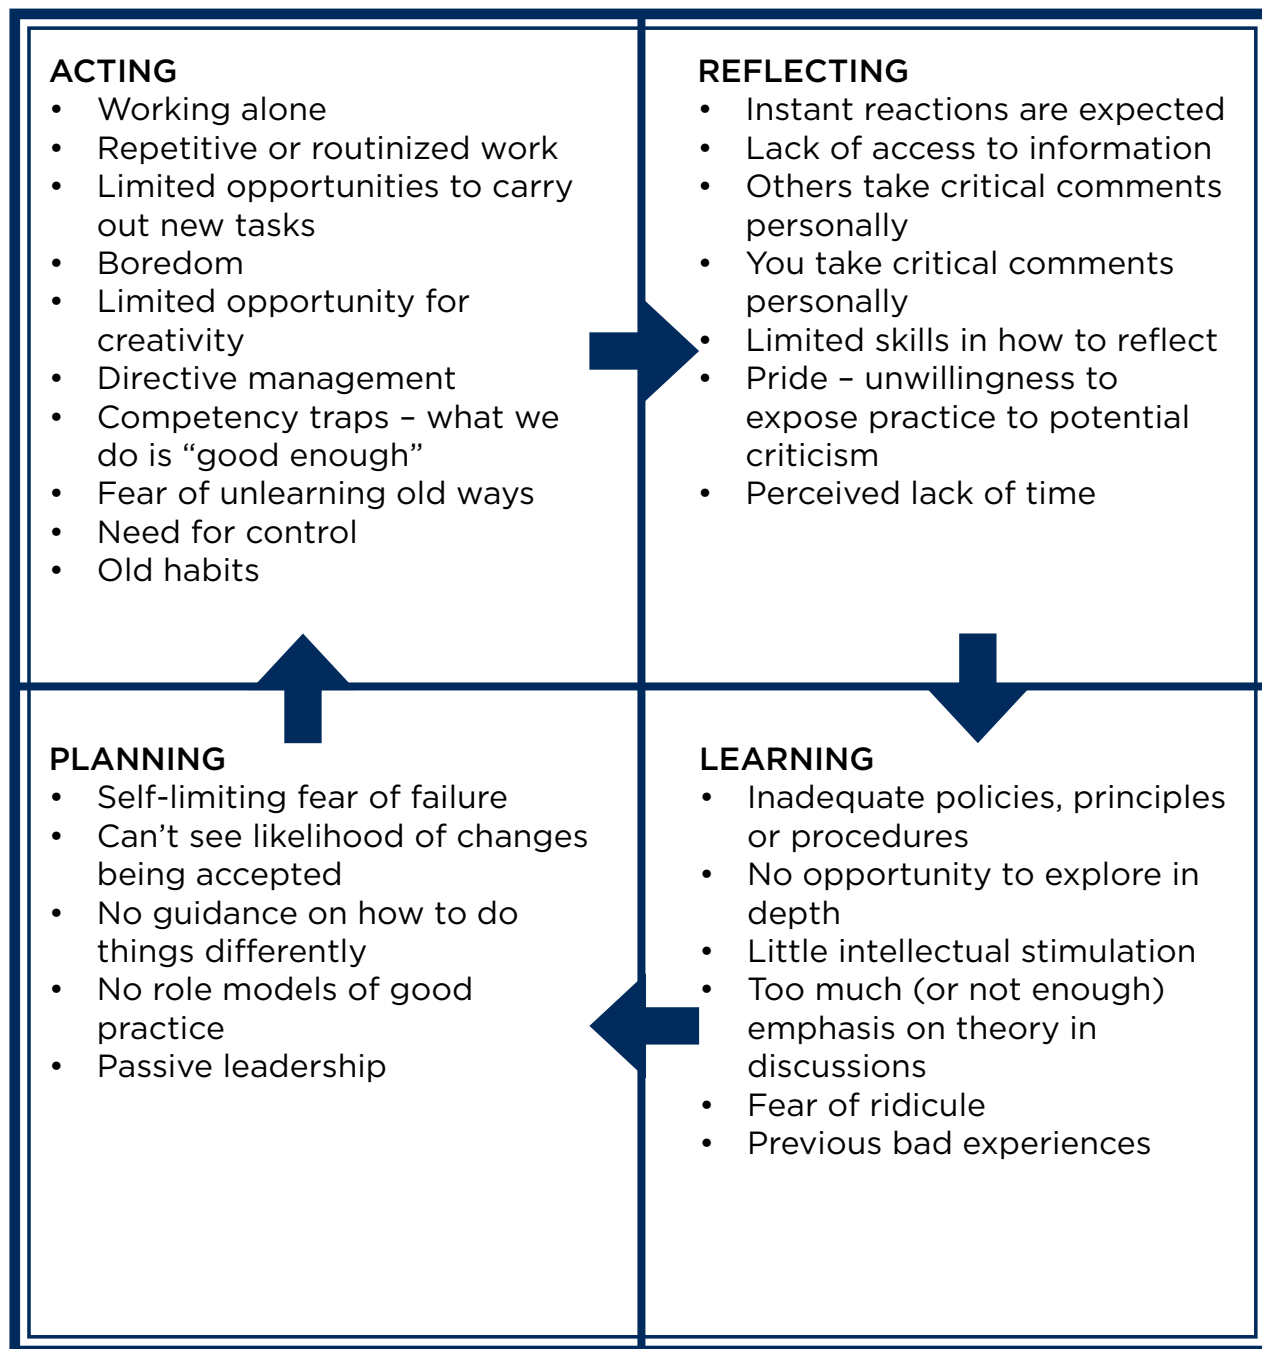 ACTING
• Working alone
• Repetitive or routinized work
• Limited opportunities to carry
out new tasks
• Boredom
• Limited opportunity for
creativity
• Directive management
• Competency traps – what we
do is “good enough”
• Fear of unlearning old ways
• Need for control
• Old habits
REFLECTING
• Instant reactions are expected
• Lack of access to information
• Others take critical comments
personally
• You take critical comments
personally
• Limited skills in how to reflect
• Pride – unwillingness to
expose practice to potential
criticism
• Perceived lack of time
PLANNING
• Self-limiting fear of failure
• Can’t see likelihood of changes
being accepted
• No guidance on how to do
things differently
• No role models of good
practice
• Passive leadership
LEARNING
• Inadequate policies, principles
or procedures
• No opportunity to explore in
depth
• Little intellectual stimulation
• Too much (or not enough)
emphasis on theory in
discussions
• Fear of ridicule
• Previous bad experiences